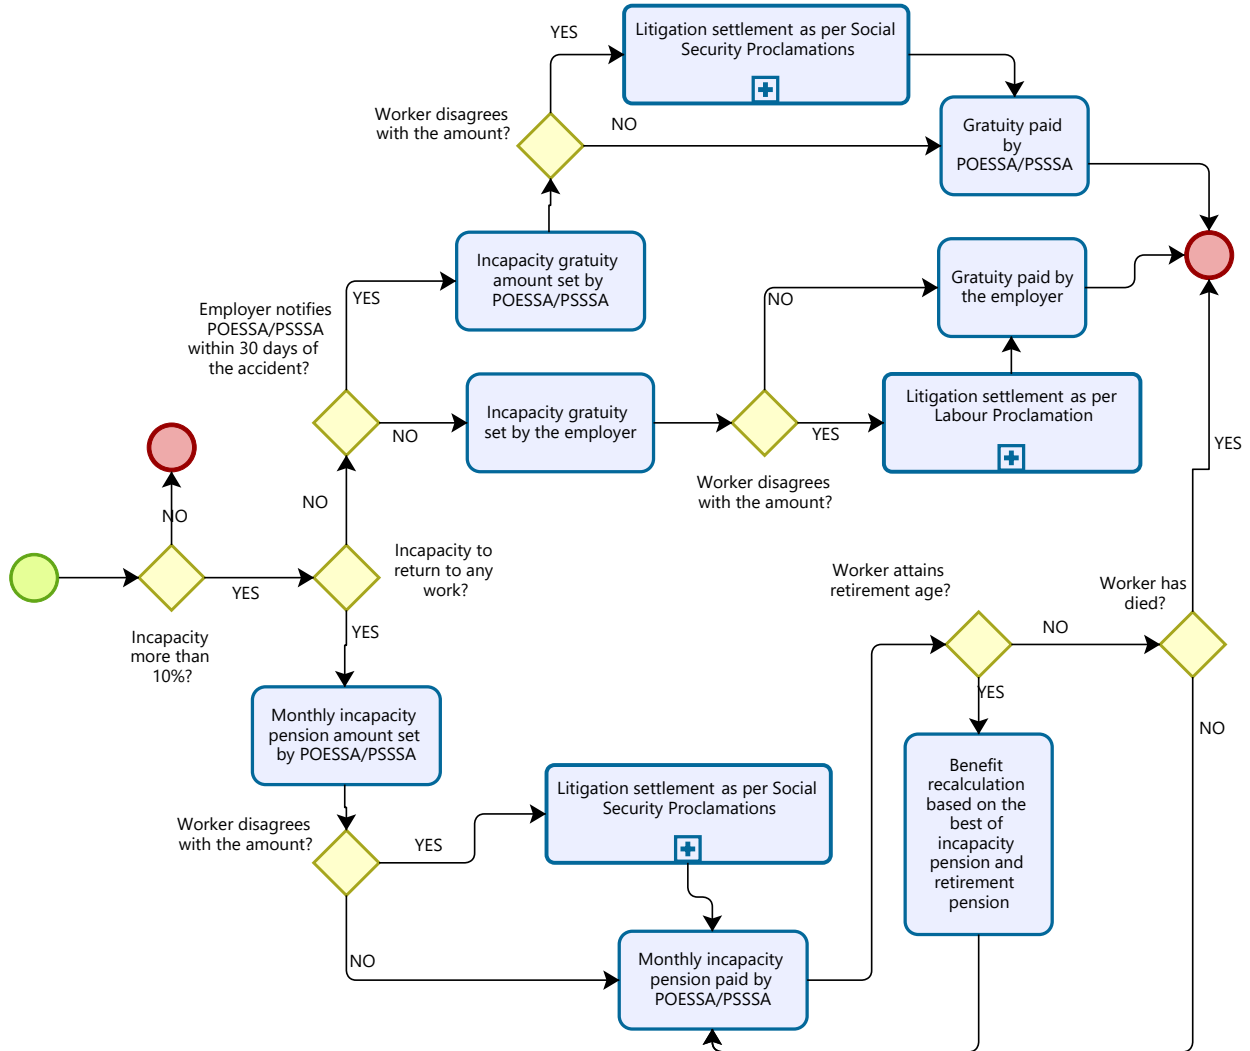 YES
Litigation settlement as per Social
Security Proclamations
Worker disagrees
with the amount?
NO
Gratuity paid
by
POESSA/PSSSA
Incapacity gratuity
amount set by
POESSA/PSSSA
Gratuity paid by
the employer
Employer notifies
POESSA/PSSSA
within 30 days of
the accident?
YES
NO
Incapacity gratuity
set by the employer
NO
YES
Litigation settlement as per
Labour Proclamation
Worker disagrees
with the amount?
YES
NO
NO
Incapacity to
return to any
work?
YES
Incapacity
more than
10%?
YES
Worker attains
retirement age?
Worker has
died?
NO
YES
NO
Monthly incapacity
pension amount set
by POESSA/PSSSA
Benefit
recalculation
based on the
best of
incapacity
pension and
retirement
pension
Worker disagrees
with the amount?
YES
Litigation settlement as per Social
Security Proclamations
NO
Monthly incapacity
pension paid by
POESSA/PSSSA